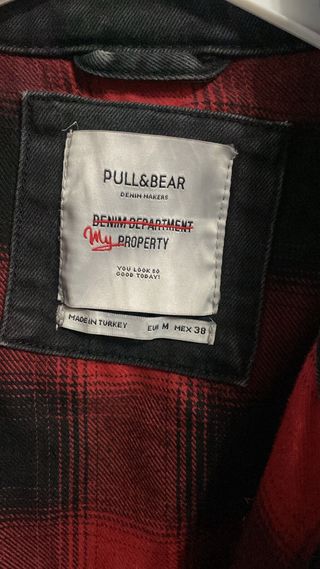 PULL&BEAR
DENIM MAKERS
DENIM DEPARTMENT
My PROPERTY
YOU LOOK SO
GOOD TODAY!
MADE IN TURKEY EUR M MEX 38